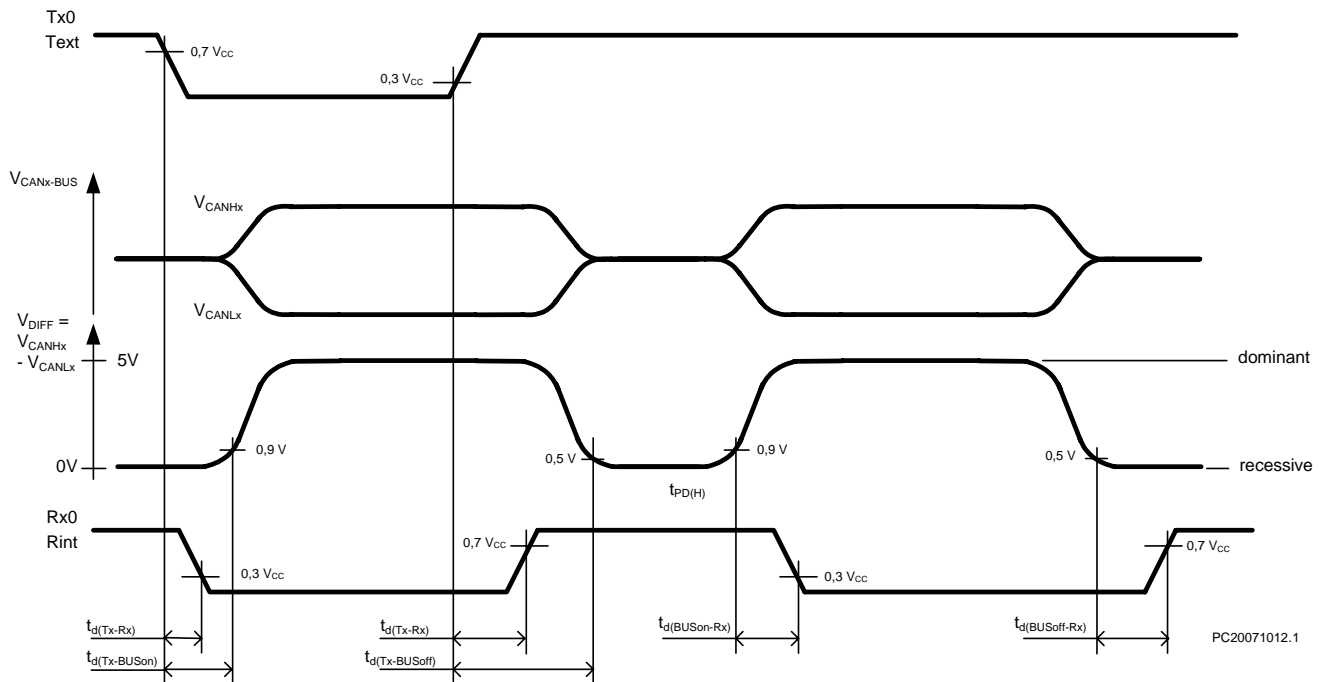 Tx0
Text
0,7 VCC
0,3 VCC
VCANx-BUS
VCANHx
VCANLx
VDIFF =
VCANHx
- VCANLx
5V
dominant
0,9 V
0,5 V
0,9 V
0,5 V
0V
recessive
tPD(H)
Rx0
Rint
0,3 VCC
0,7 VCC
0,3 VCC
0,7 VCC
td(Tx-Rx)
td(Tx-Rx)
td(BUSon-Rx)
td(BUSoff-Rx)
PC20071012.1
td(Tx-BUSon)
td(Tx-BUSoff)